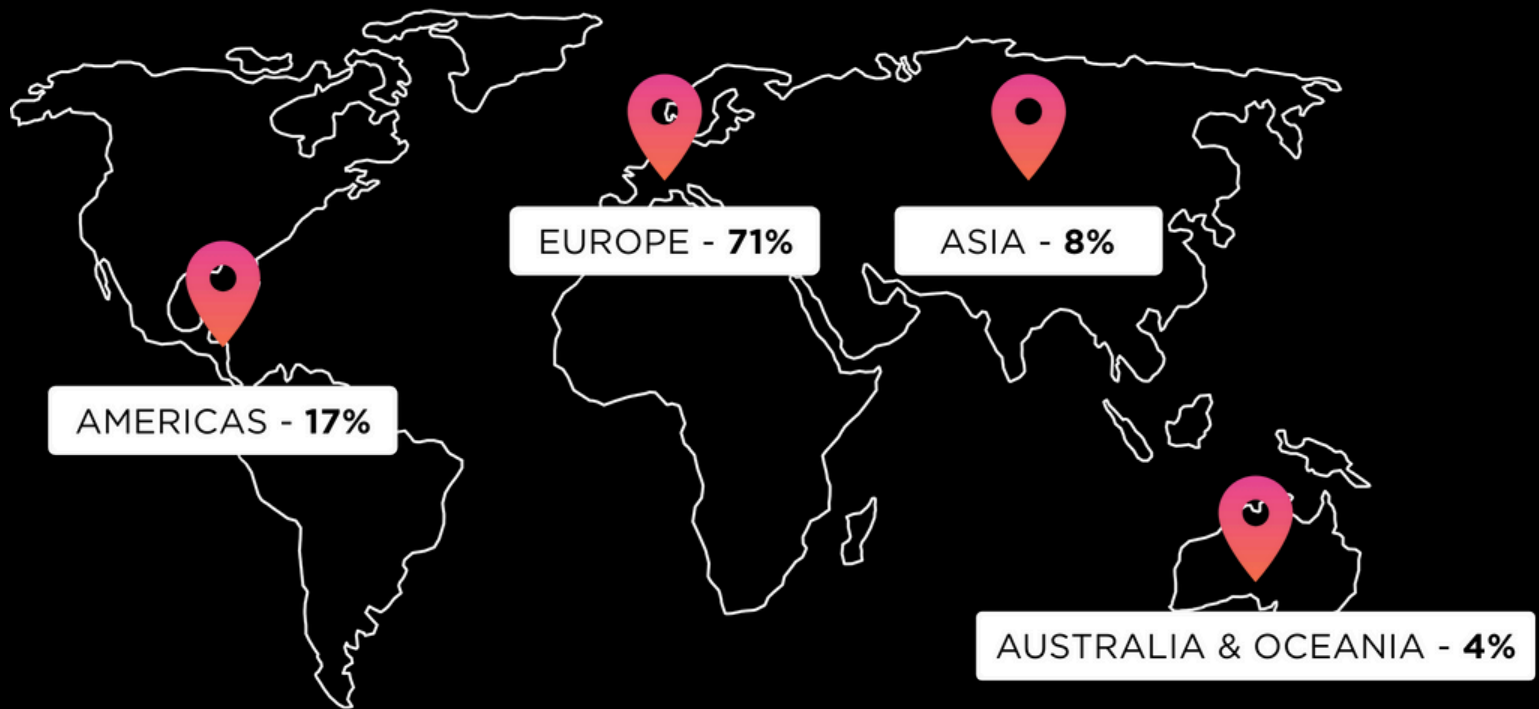 EUROPE - 71%
ASIA - 8%
AMERICAS - 17%
AUSTRALIA & OCEANIA - 4%